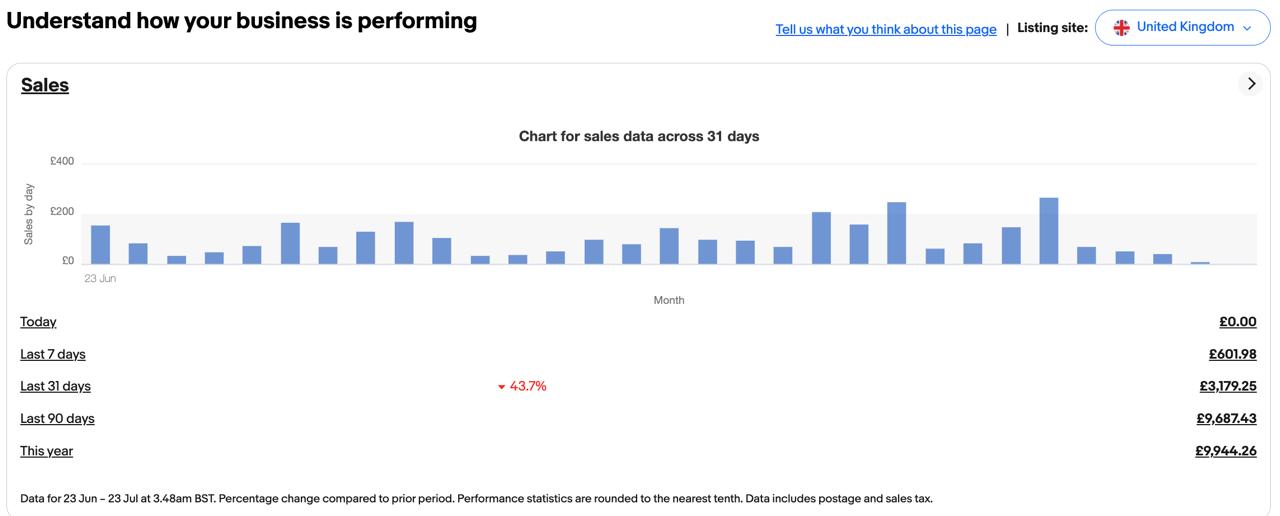 Understand how your business is performing
Tell us what you think about this page | Listing site: United Kingdom
Sales
Chart for sales data across 31 days
£400
£200
£0
Sales by day
23 Jun
Month
Today £0.00
Last 7 days £601.98
Last 31 days 43.7% £3,179.25
Last 90 days £9,687.43
This year £9,944.26
Data for 23 Jun – 23 Jul at 3.48am BST. Percentage change compared to prior period. Performance statistics are rounded to the nearest tenth. Data includes postage and sales tax.